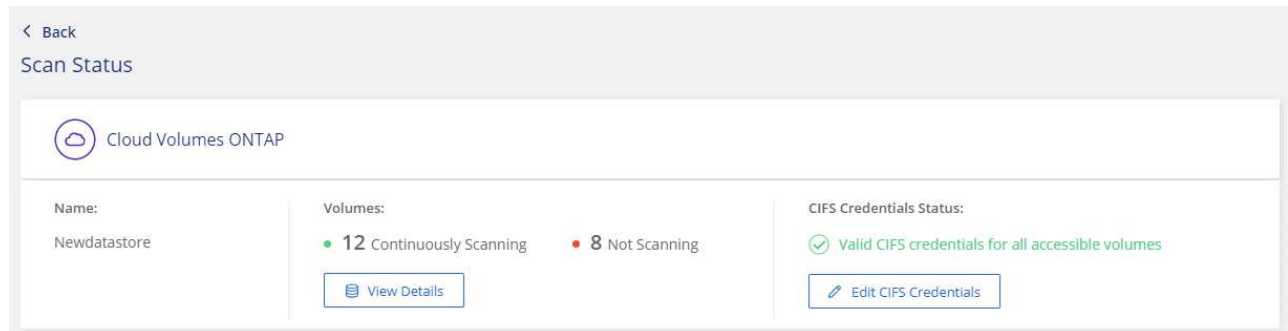 Back
Scan Status
Cloud Volumes ONTAP
Name:
Newdatastore
Volumes:
12 Continuously Scanning
8 Not Scanning
View Details
CIFS Credentials Status:
Valid CIFS credentials for all accessible volumes
Edit CIFS Credentials